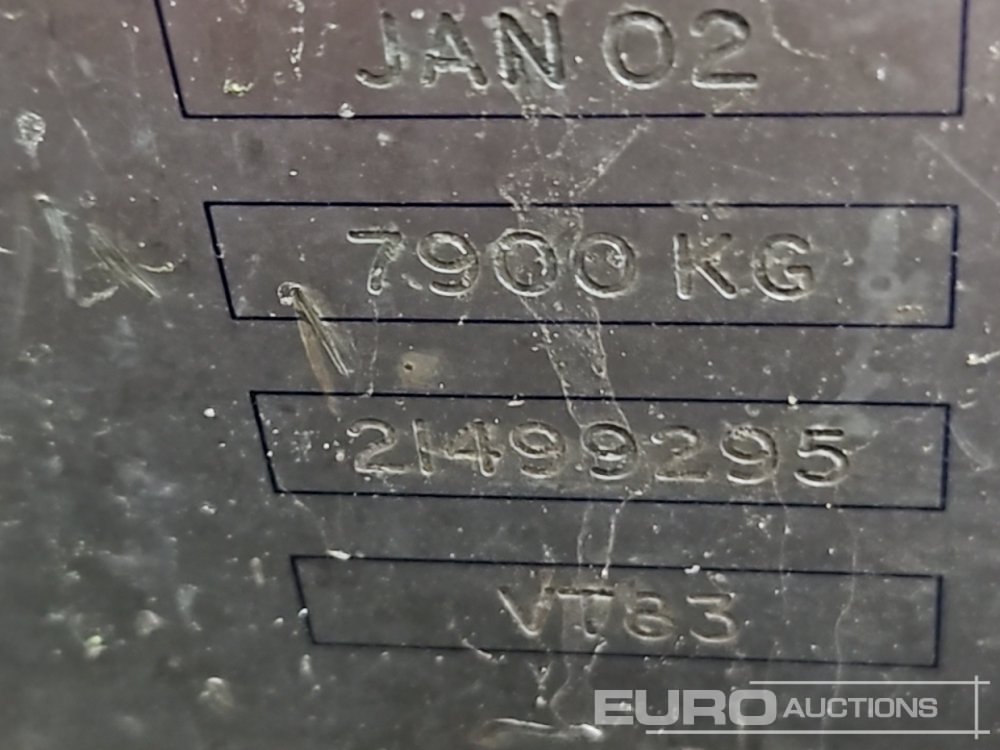 JAN 02
7900 KG
21499295
VT83
EURO AUCTIONS